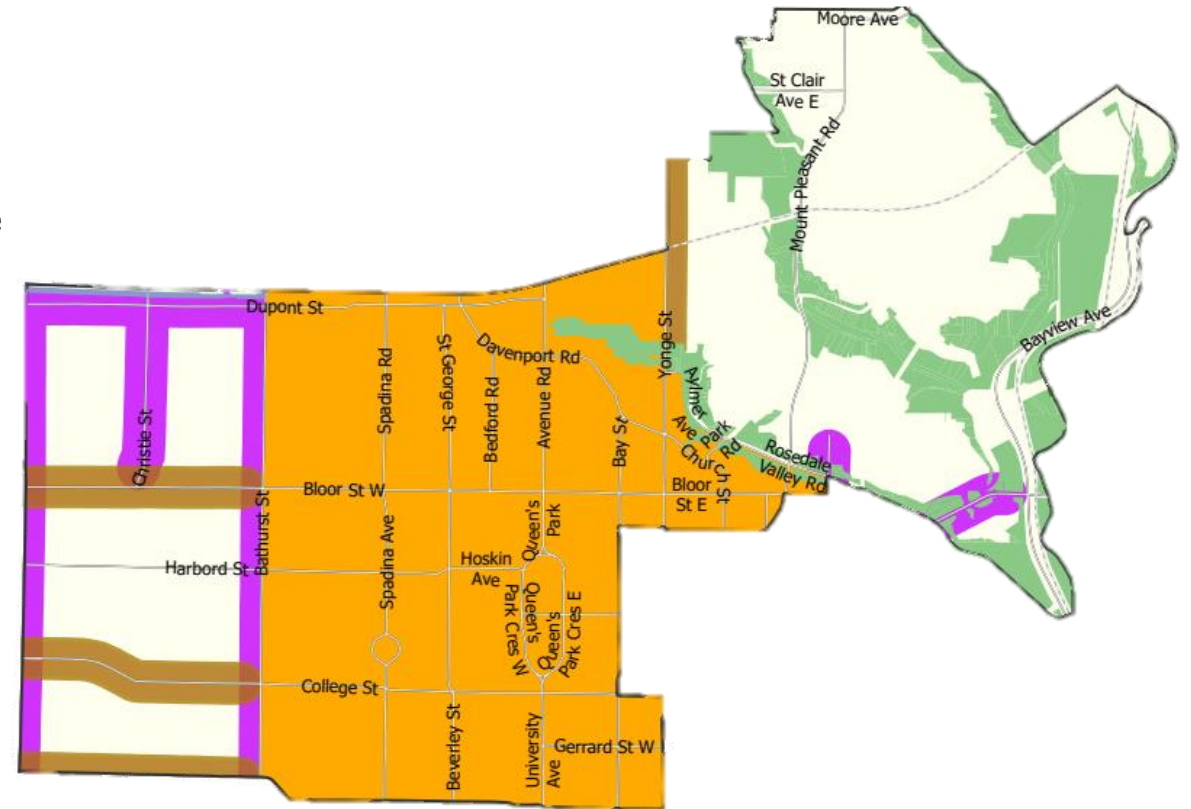 Moore Ave
St Clair
Ave E
Mount Pleasant Rd
Bayview Ave
Dupont St
Christie St
Bathurst St
Spadina Rd
St George St
Davenport Rd
Bedford Rd
Avenue Rd
Bay St
Yonge St
Aylmer
Ave
Park
Rd
Church St
Rosedale
Valley Rd
Bloor St W
Bloor
St E
Harbord St
Spadina Ave
Hoskin
Ave
Queen's
Park
Queen's
Park Cres W
Queen's
Park Cres E
College St
Beverley St
University
Ave
Gerrard St W